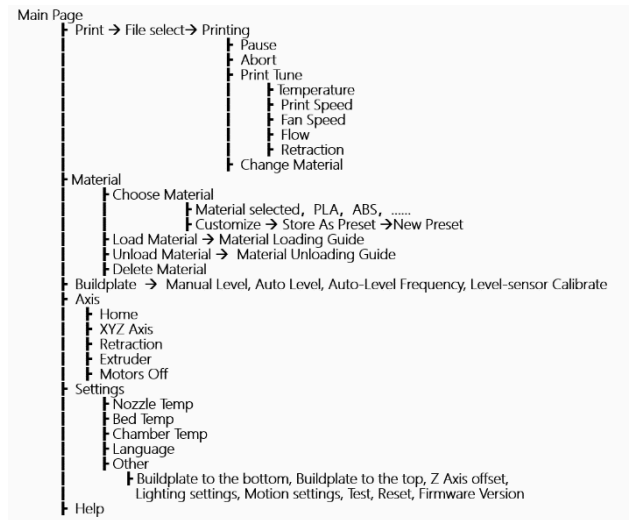 Main Page
Print → File select→ Printing
Pause
Abort
Print Tune
Temperature
Print Speed
Fan Speed
Flow
Retraction
Change Material
Material
Choose Material
Material selected，PLA，ABS，......
Customize → Store As Preset →New Preset
Load Material → Material Loading Guide
Unload Material → Material Unloading Guide
Delete Material
Buildplate → Manual Level, Auto Level, Auto-Level Frequency, Level-sensor Calibrate
Axis
Home
XYZ Axis
Retraction
Extruder
Motors Off
Settings
Nozzle Temp
Bed Temp
Chamber Temp
Language
Other
Buildplate to the bottom, Buildplate to the top, Z Axis offset,
Lighting settings, Motion settings, Test, Reset, Firmware Version
Help